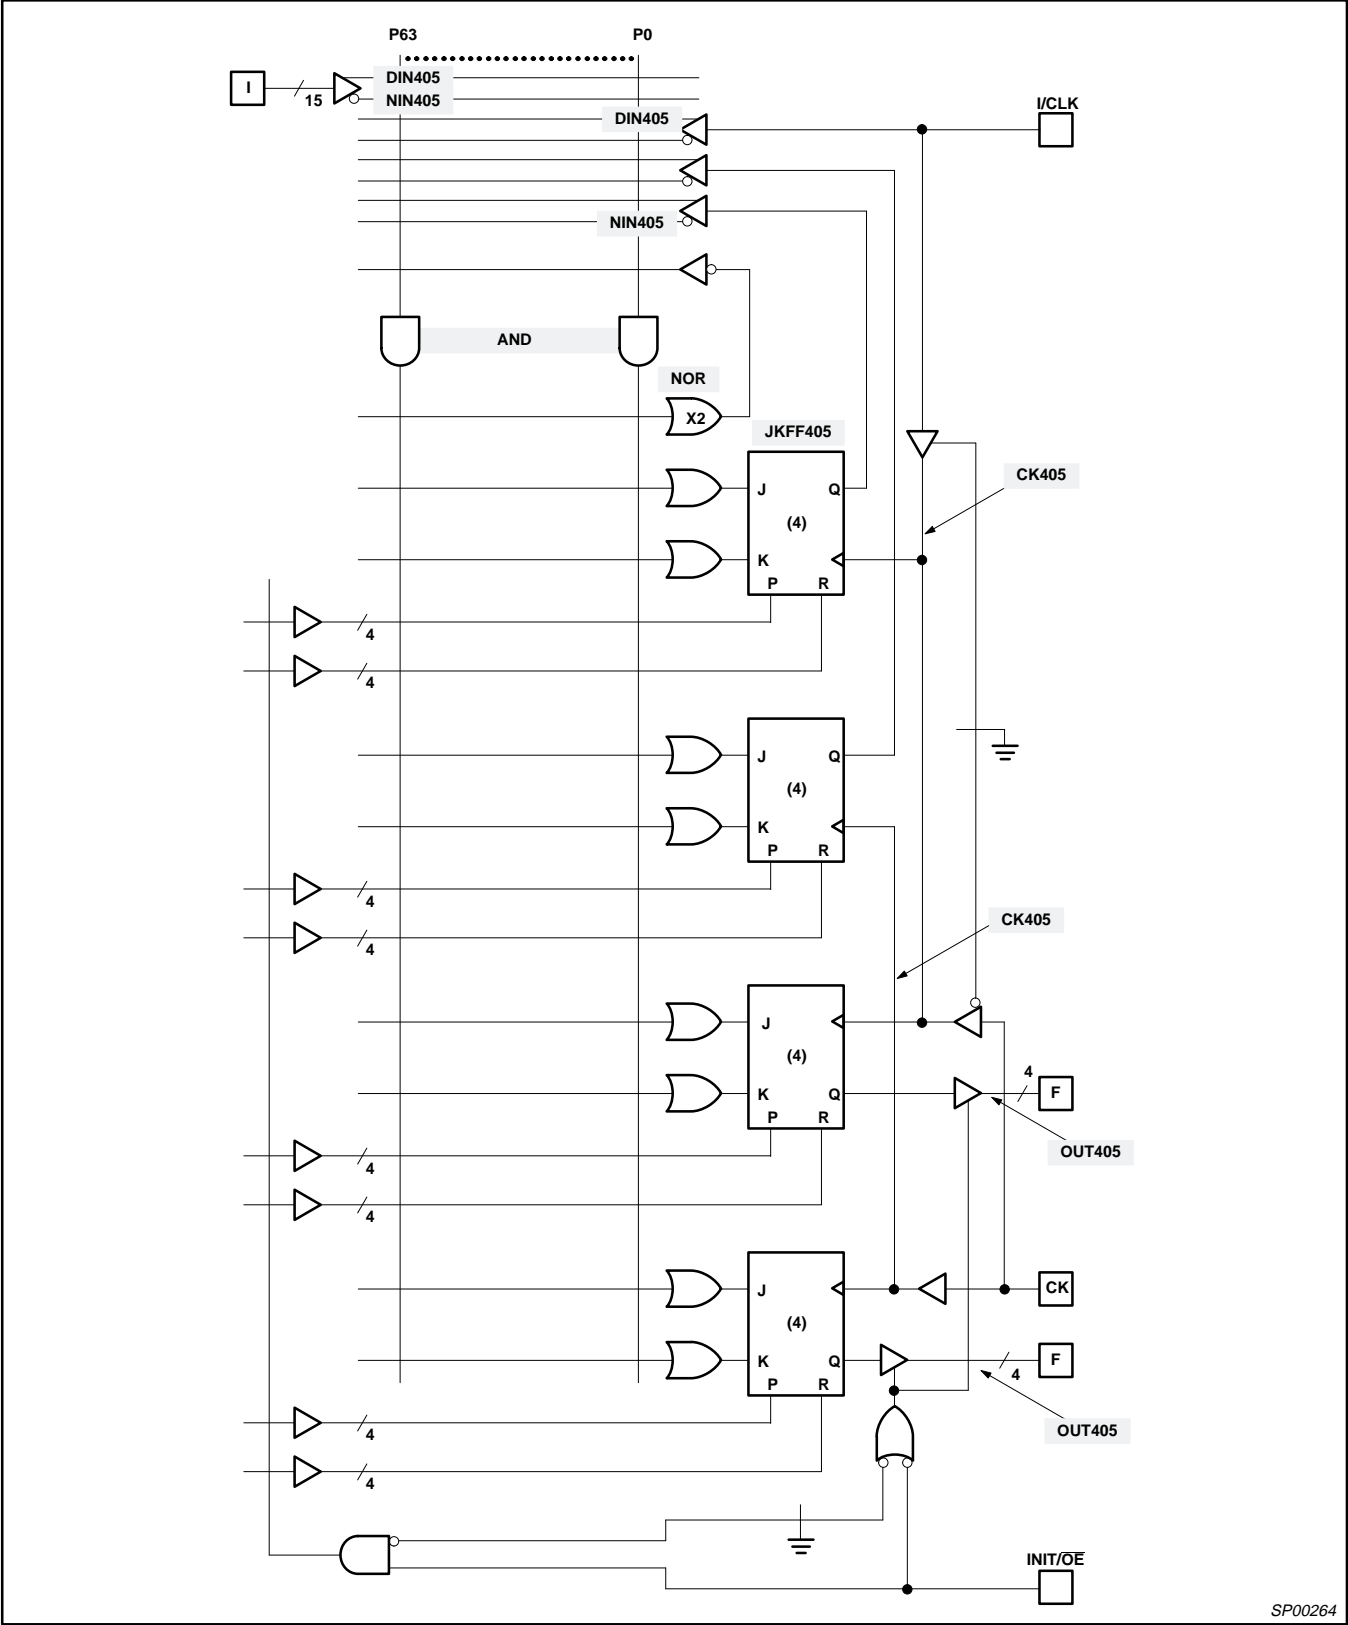 P63 P0
DIN405
I
15
NIN405
I/CLK
DIN405
NIN405
AND
NOR
X2
JKFF405
CK405
J Q
(4)
K
P R
4
4
J Q
(4)
K
P R
4
4
CK405
J
(4)
4
K Q F
P R
OUT405
4
4
J CK
(4)
K Q F
4
P R
OUT405
4
4
INIT/O̅E̅
SP00264